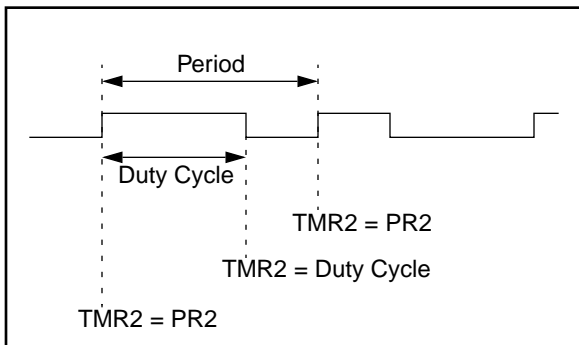 Period
Duty Cycle
TMR2 = PR2
TMR2 = Duty Cycle
TMR2 = PR2